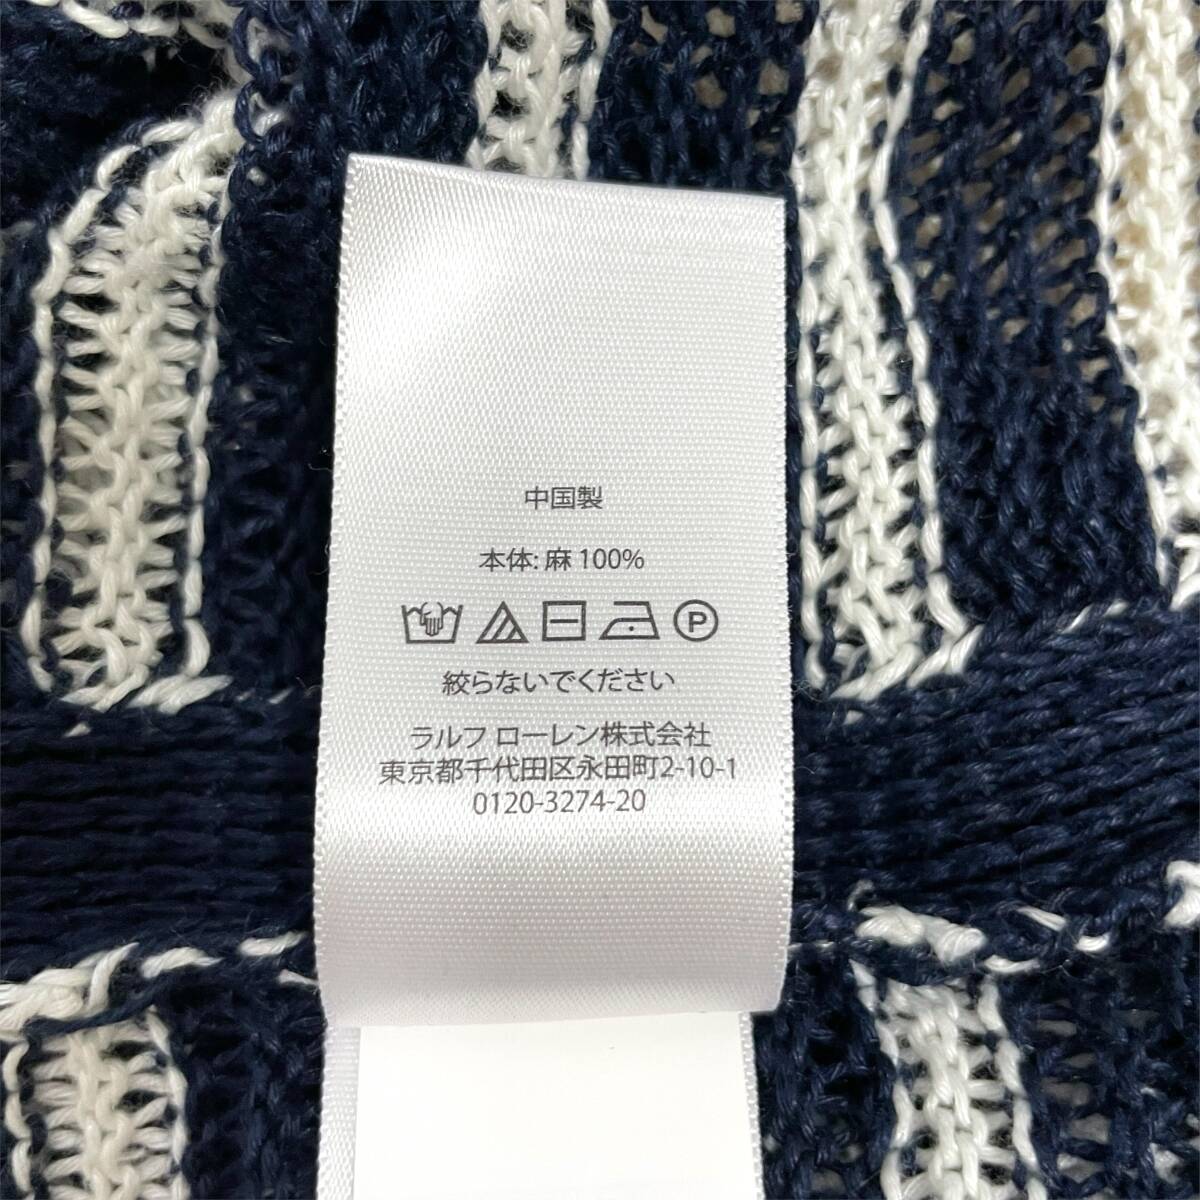 中国製
本体: 麻 100%
P
絞らないでください
ラルフ ローレン株式会社
東京都千代田区永田町2-10-1
0120-3274-20